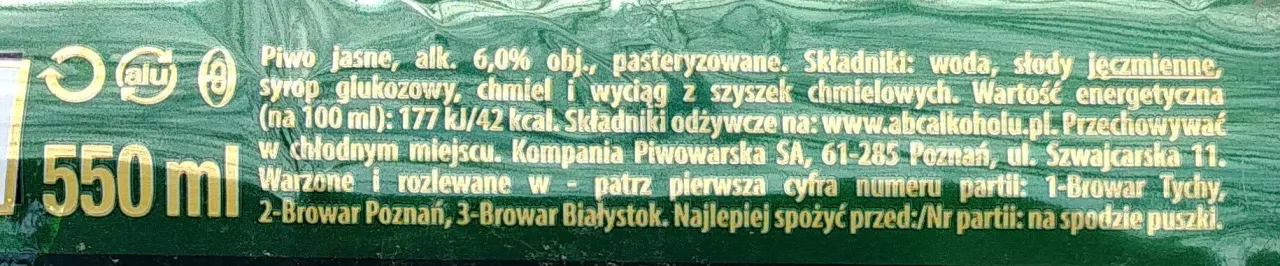 alu
550 ml
Piwo jasne, alk. 6,0% obj., pasteryzowane. Składniki: woda, słody jęczmienne,
syrop glukozowy, chmiel i wyciąg z szyszek chmielowych. Wartość energetyczna
(na 100 ml): 177 kJ/42 kcal. Składniki odżywcze na: www.abcalkoholu.pl. Przechowywać
w chłodnym miejscu. Kompania Piwowarska SA, 61-285 Poznań, ul. Szwajcarska 11.
Warzone i rozlewane w - patrz pierwsza cyfra numeru partii: 1-Browar Tychy,
2-Browar Poznań, 3-Browar Białystok. Najlepiej spożyć przed:/Nr partii: na spodzie puszki.